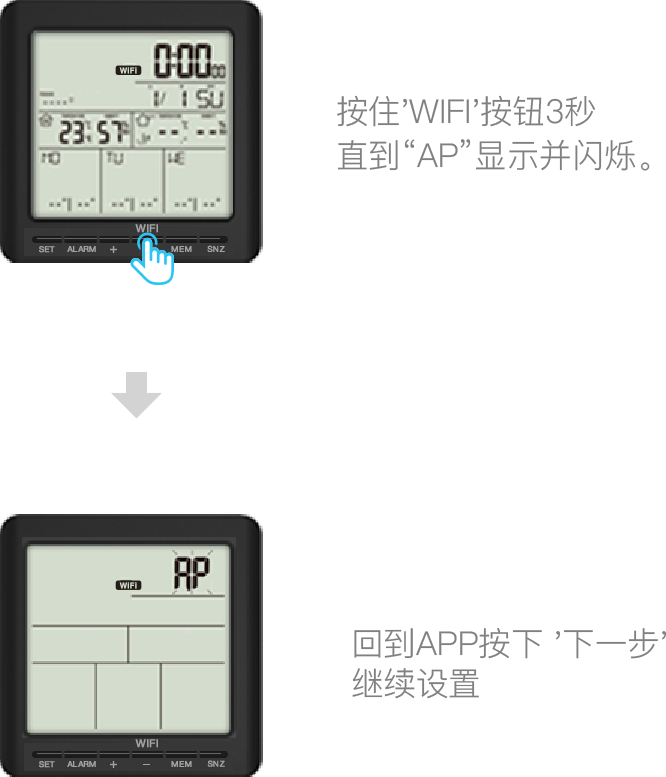 WIFI 0:00 00
1/ 1 SU
23℃ 57% --℃ --%
MO TU WE
WIFI
SET ALARM + MEM SNZ
按住’WIFI’按钮3秒
直到“AP”显示并闪烁。
AP
WIFI
WIFI
SET ALARM + − MEM SNZ
回到APP按下 ’下一步’
继续设置